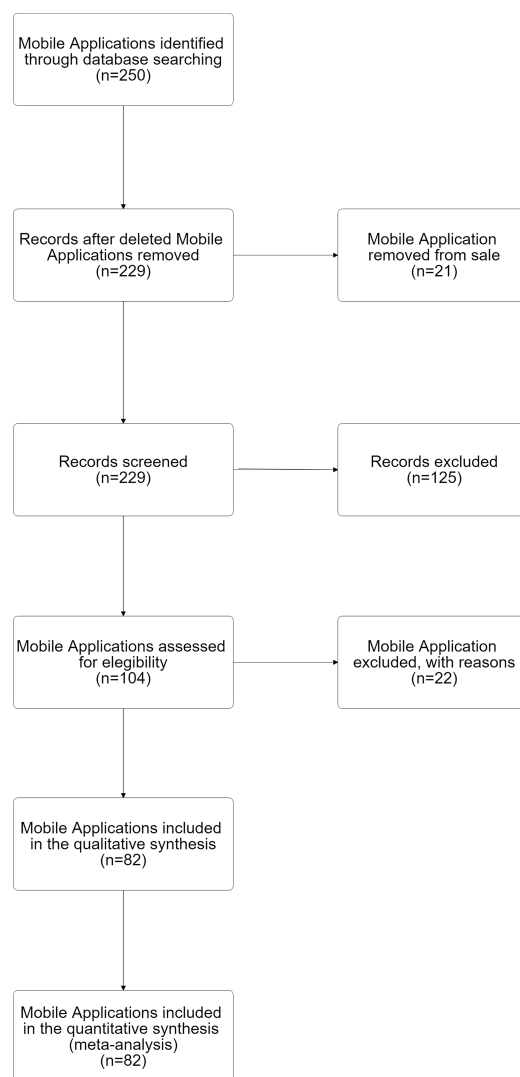 Mobile Applications identified
through database searching
(n=250)
Records after deleted Mobile
Applications removed
(n=229)
Mobile Application
removed from sale
(n=21)
Records screened
(n=229)
Records excluded
(n=125)
Mobile Applications assessed
for elegibility
(n=104)
Mobile Application
excluded, with reasons
(n=22)
Mobile Applications included
in the qualitative synthesis
(n=82)
Mobile Applications included
in the quantitative synthesis
(meta-analysis)
(n=82)